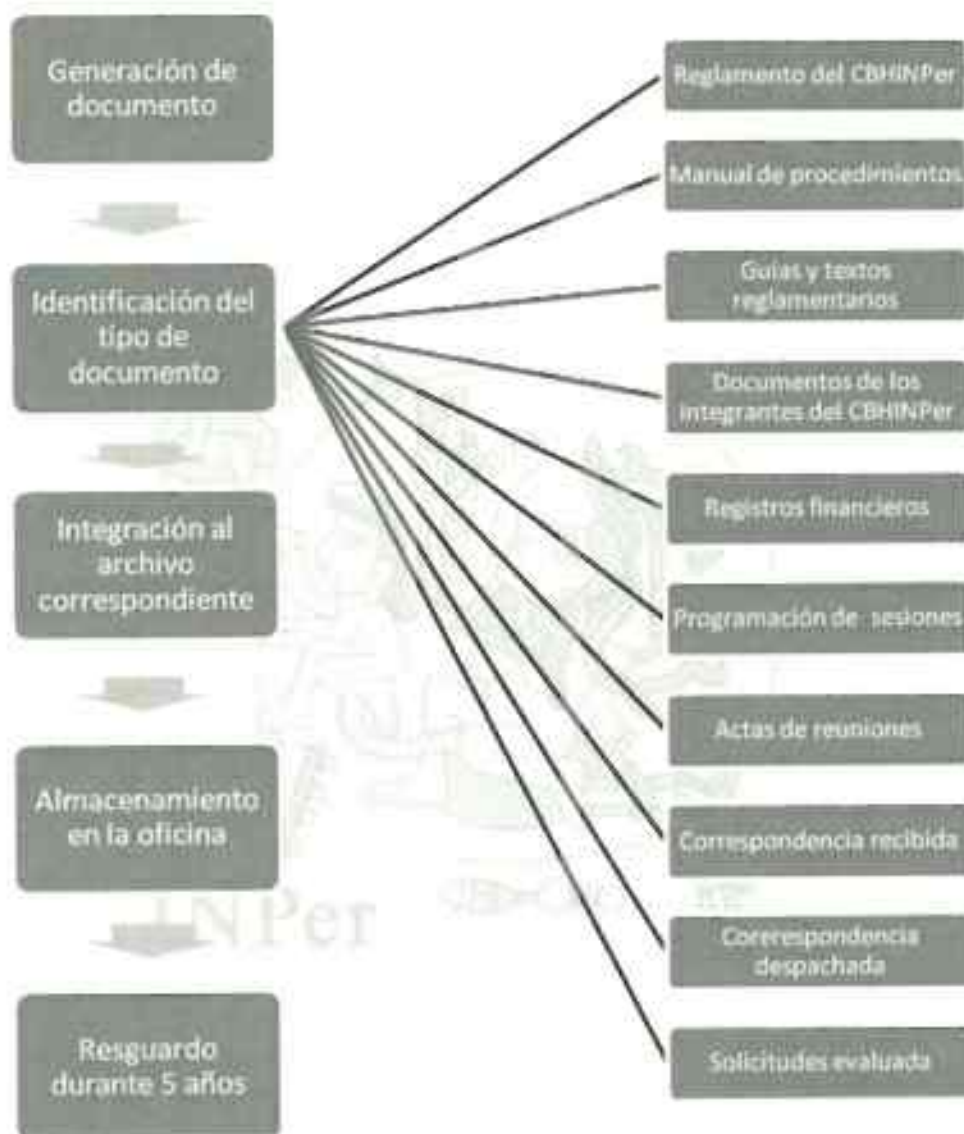 Generación de
documento
Identificación del
tipo de
documento
Integración al
archivo
correspondiente
Almacenamiento
en la oficina
Resguardo
durante 5 años
Reglamento del CBHINPer
Manual de procedimientos
Guías y textos
reglamentarios
Documentos de los
integrantes del CBHINPer
Registros financieros
Programación de sesiones
Actas de reuniones
Correspondencia recibida
Corerespondencia
despachada
Solicitudes evaluada
INPer